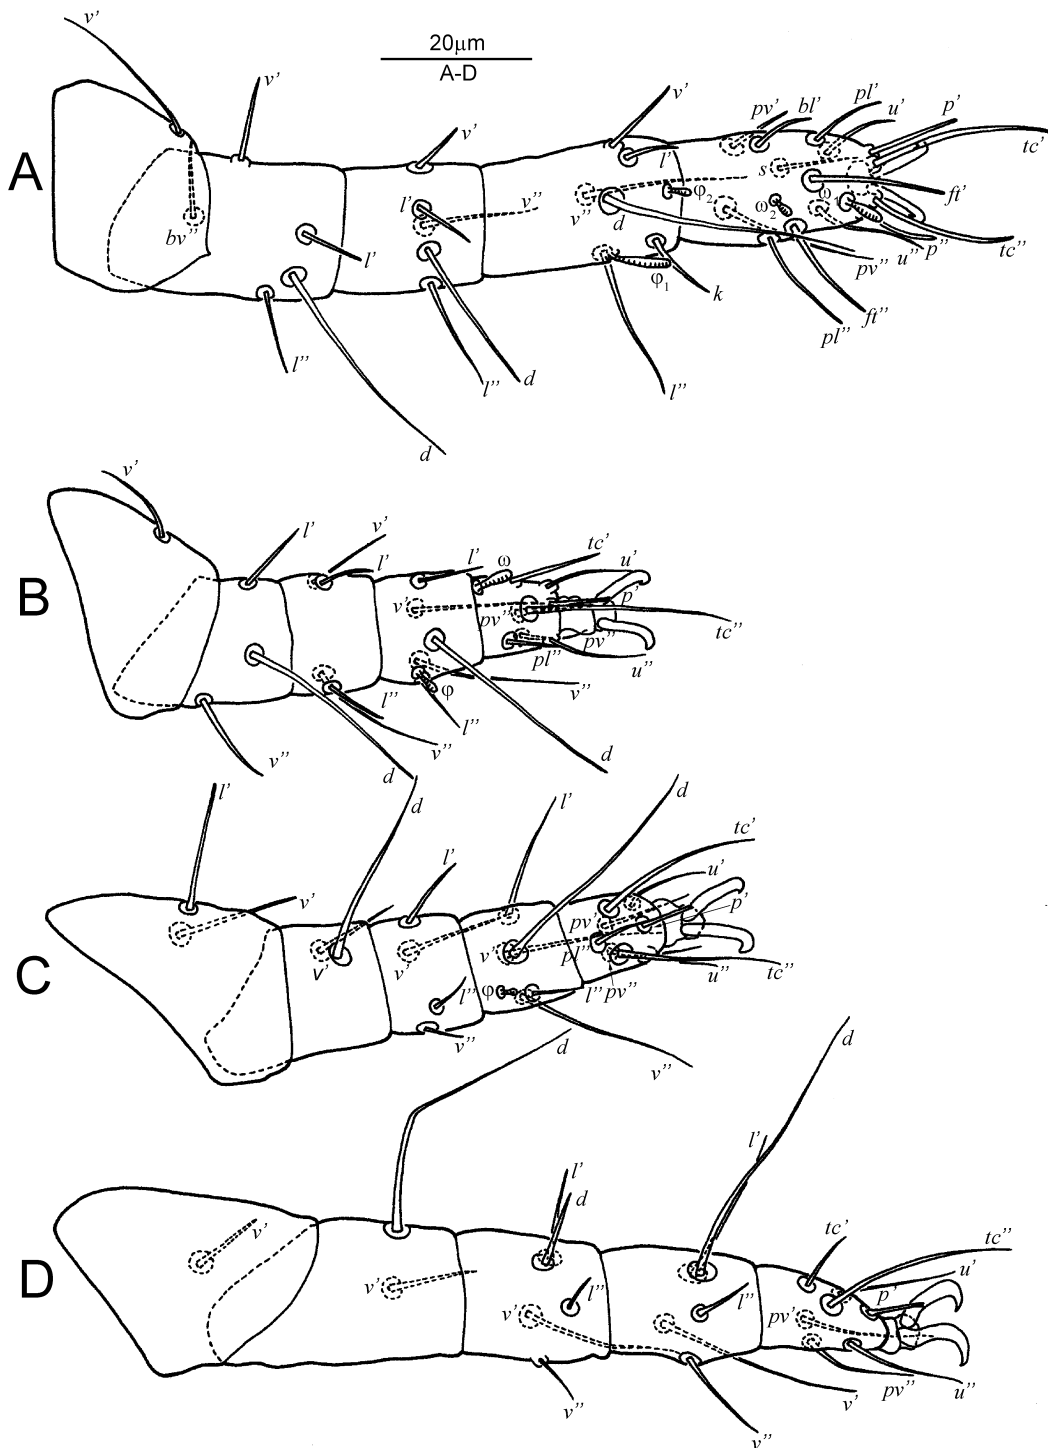 20µm
A-D
A
v’
v’
v’
v’
pv’
bl’
pl’
u’
p’
tc’
bv”
l’
l’
v”
l’
v”
d
φ2
s
ω2
ω1
ft’
l”
d
l”
d
φ1
k
l”
pl”
ft”
pv”
u”
p”
tc”
B
v’
l’
v’
l’
l’
ω
tc’
u’
p’
v’
pv”
tc”
pl”
pv”
u”
v”
d
l”
v”
φ
l”
v”
d
C
l’
v’
d
v’
l’
v’
l”
v”
l’
d
v’
φ
l”
v”
tc’
u’
pv’
p’
pl”
pv”
u”
tc”
D
v’
d
v’
l’
d
l”
v’
v”
d
l’
l”
v’
v”
tc’
tc”
u’
p’
pv’
pv”
u”